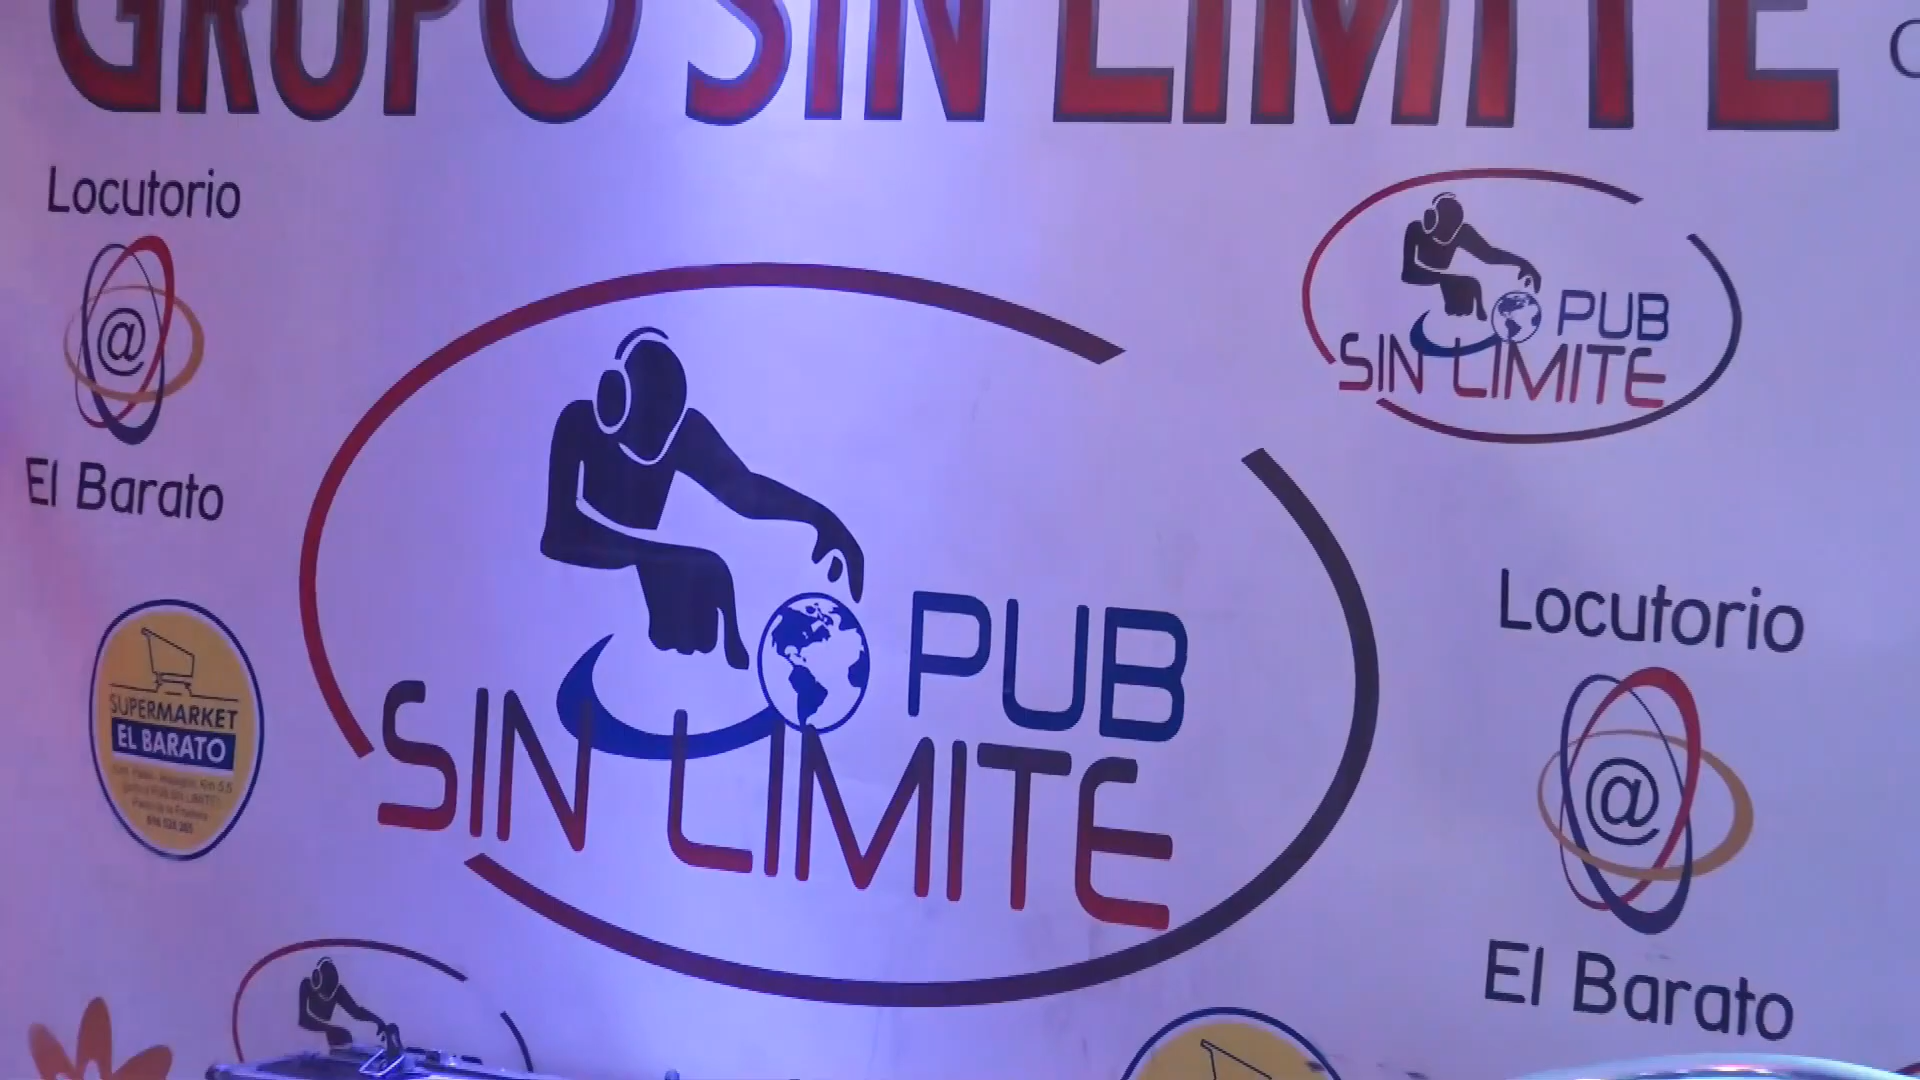 GRUPO SIN LIMITE
Locutorio
El Barato
PUB
SIN LIMITE
PUB
SIN LIMITE
SUPERMARKET
EL BARATO
Locutorio
El Barato